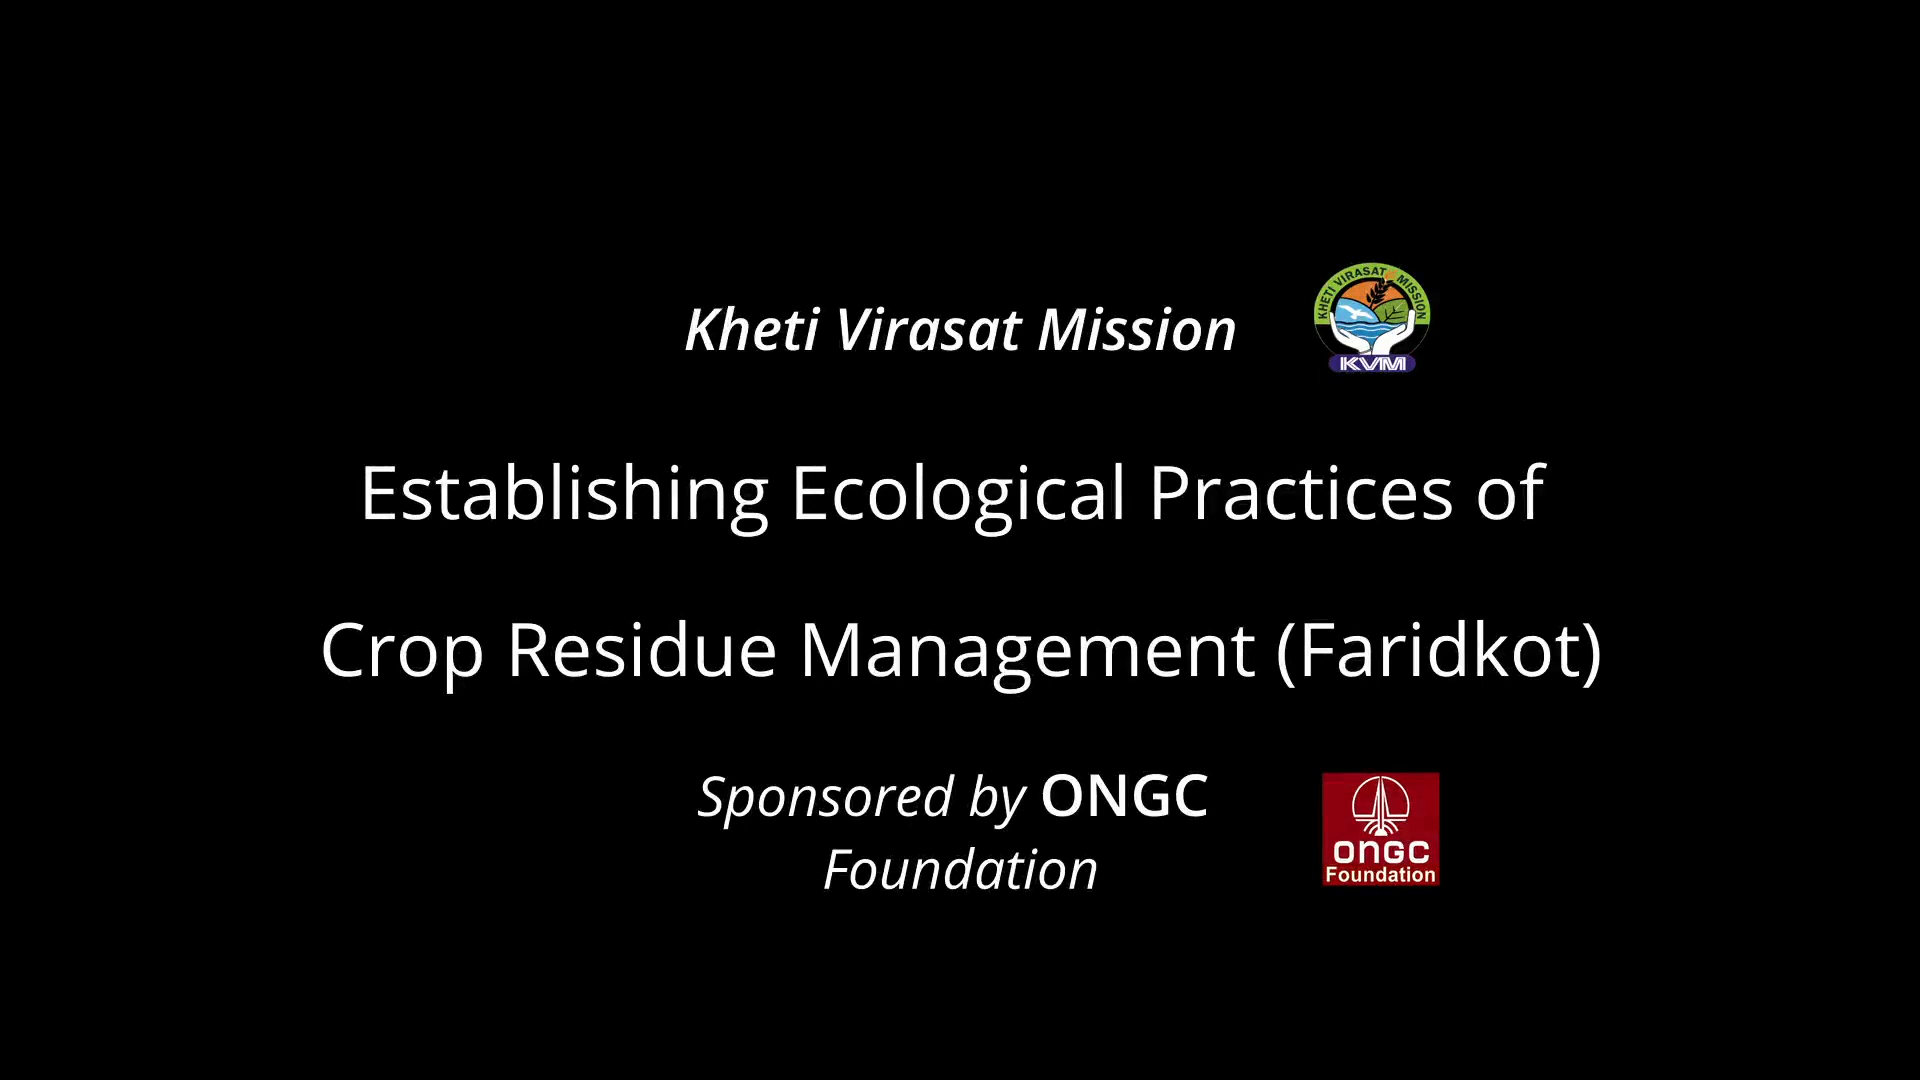 Kheti Virasat Mission
KHETI VIRASAT MISSION
KVM
Establishing Ecological Practices of
Crop Residue Management (Faridkot)
Sponsored by ONGC
Foundation
ONGC
Foundation